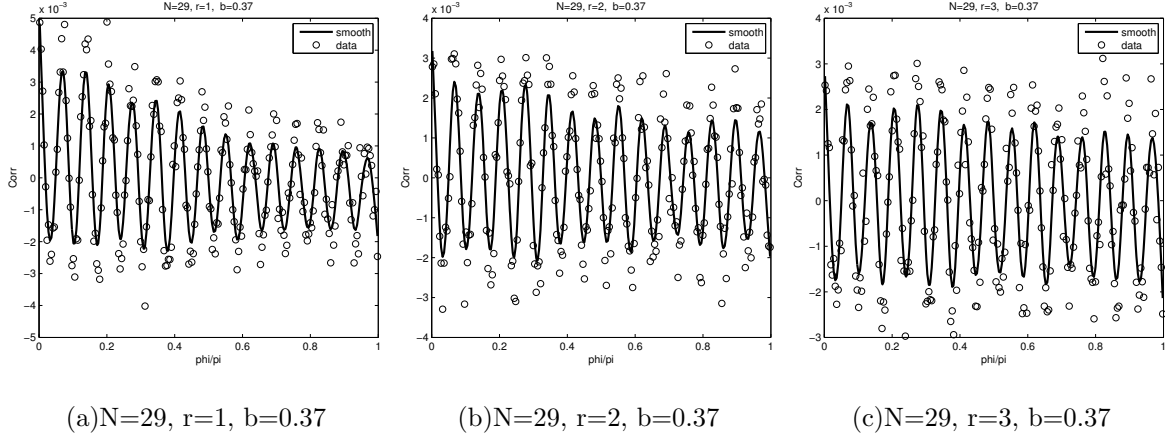 N=29, r=1, b=0.37
x 10⁻³
5
4
3
2
1
0
−1
−2
−3
−4
−5
0 0.2 0.4 0.6 0.8 1
phi/pi
Corr
smooth
data
N=29, r=2, b=0.37
x 10⁻³
4
3
2
1
0
−1
−2
−3
−4
0 0.2 0.4 0.6 0.8 1
phi/pi
Corr
smooth
data
N=29, r=3, b=0.37
x 10⁻³
4
3
2
1
0
−1
−2
−3
0 0.2 0.4 0.6 0.8 1
phi/pi
Corr
smooth
data
(a)N=29, r=1, b=0.37
(b)N=29, r=2, b=0.37
(c)N=29, r=3, b=0.37